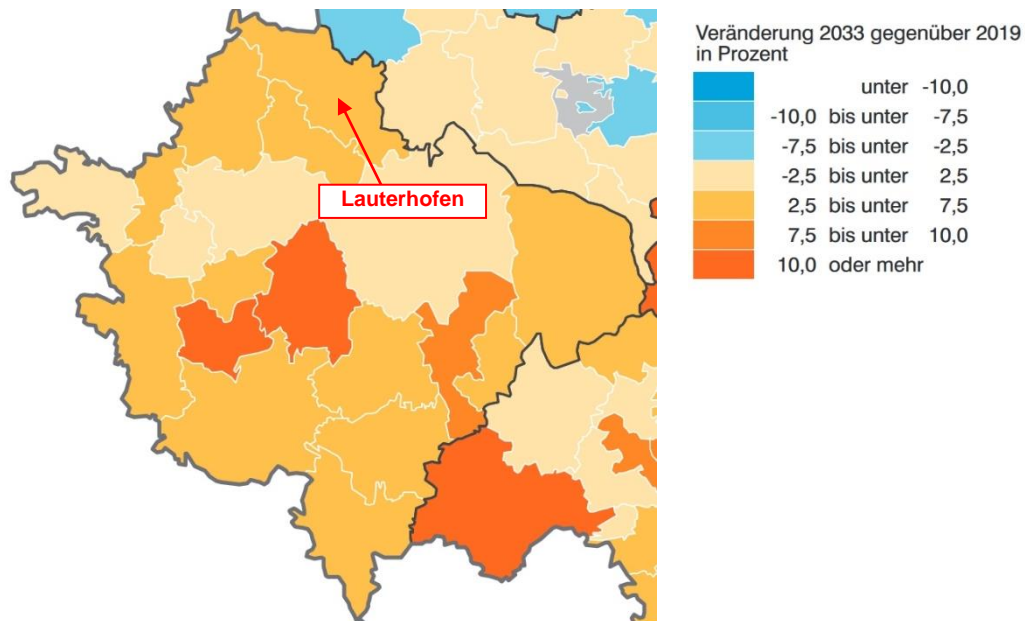 Lauterhofen
Veränderung 2033 gegenüber 2019
in Prozent
unter -10,0
-10,0 bis unter -7,5
-7,5 bis unter -2,5
-2,5 bis unter 2,5
2,5 bis unter 7,5
7,5 bis unter 10,0
10,0 oder mehr